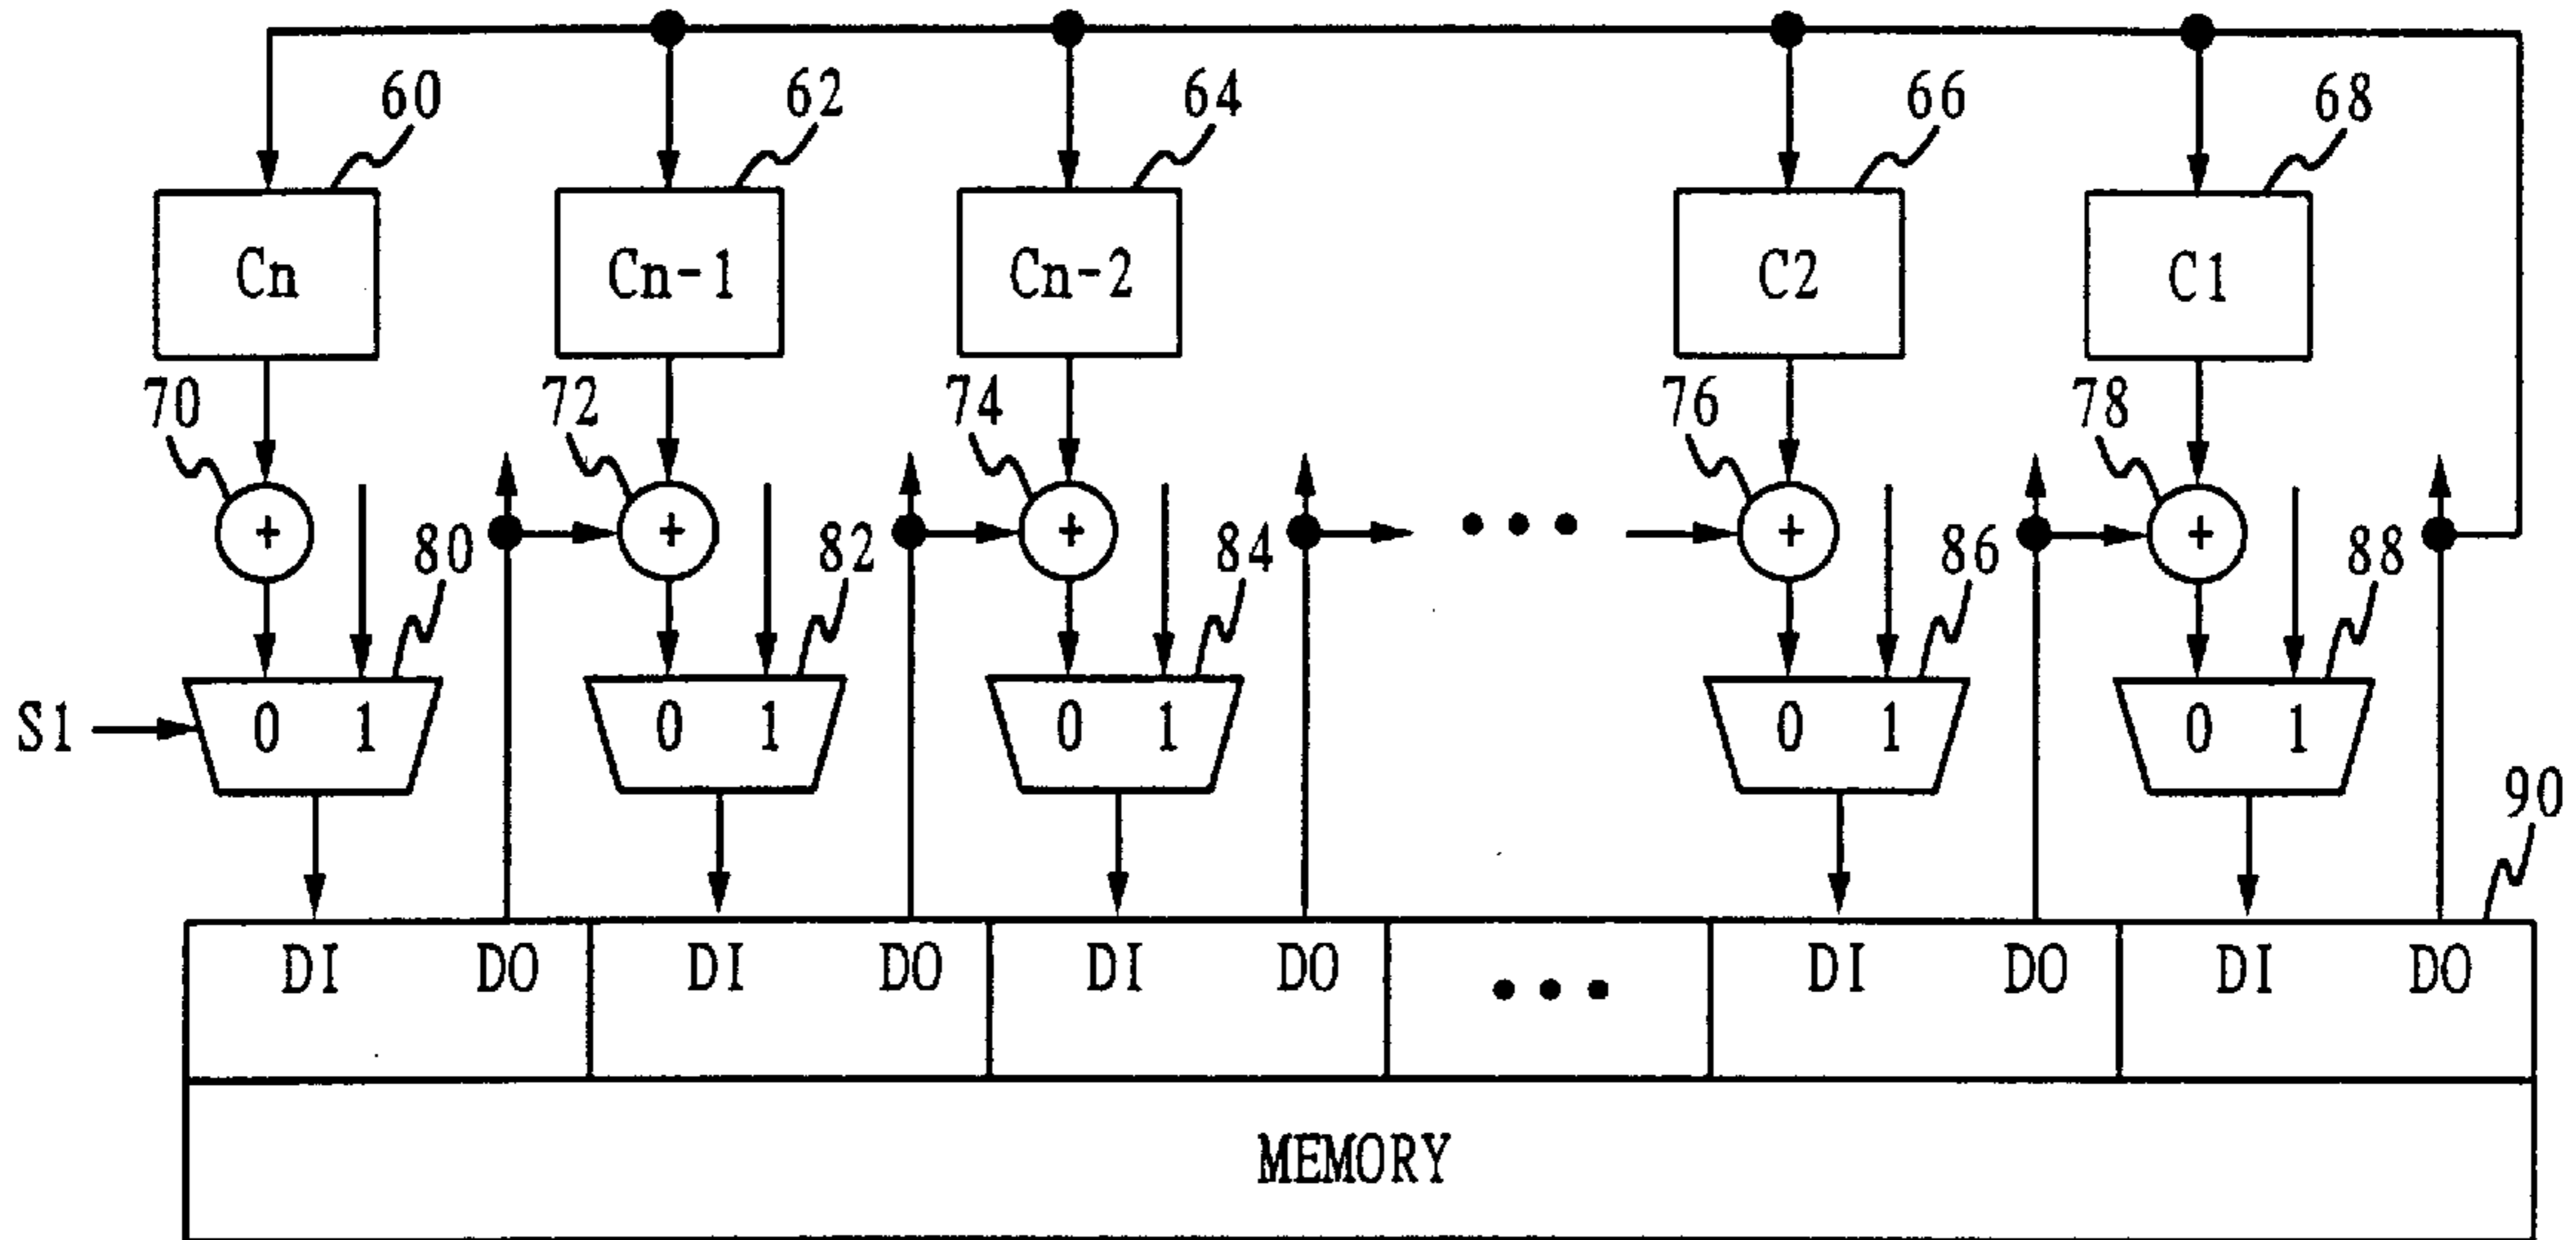 60 62 64 66 68
Cn Cn-1 Cn-2 C2 C1
70 72 74 76 78
+ + + + +
80 82 84 86 88
S1 0 1 0 1 0 1 0 1 0 1
90
DI DO DI DO DI DO DI DO DI DO
MEMORY